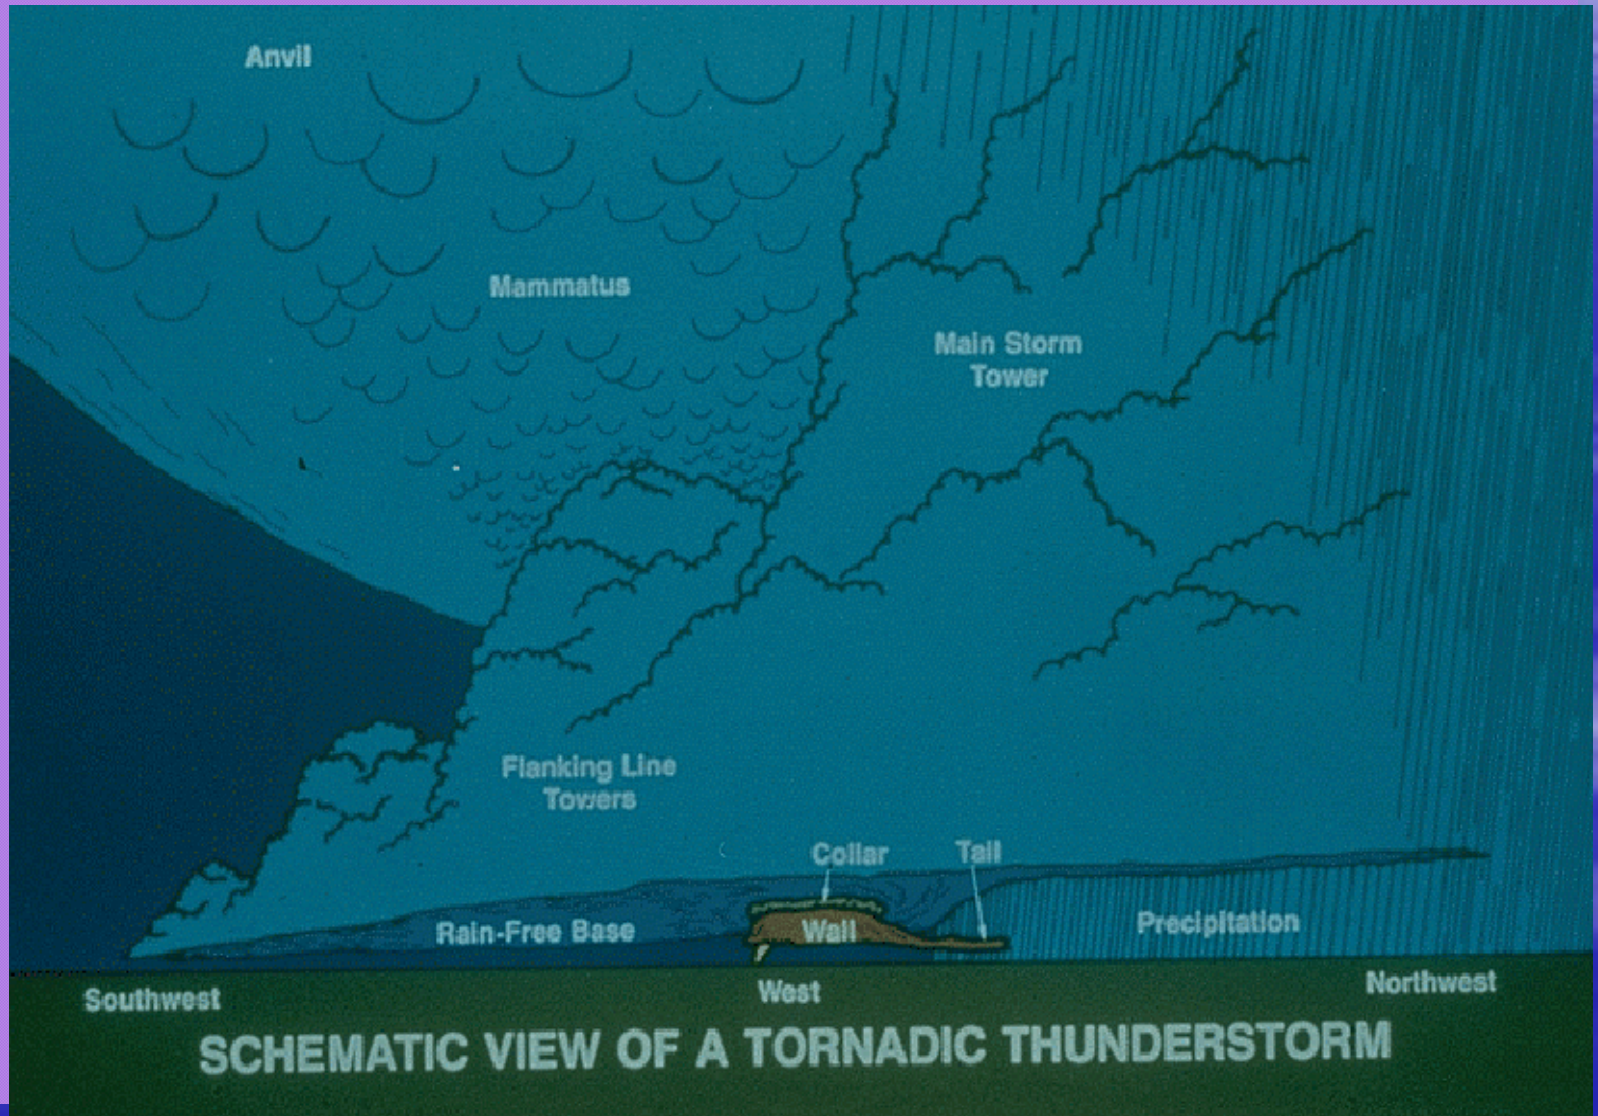 Anvil
Mammatus
Main Storm
Tower
Flanking Line
Towers
Collar
Tail
Rain-Free Base
Wall
Precipitation
Southwest
West
Northwest
SCHEMATIC VIEW OF A TORNADIC THUNDERSTORM